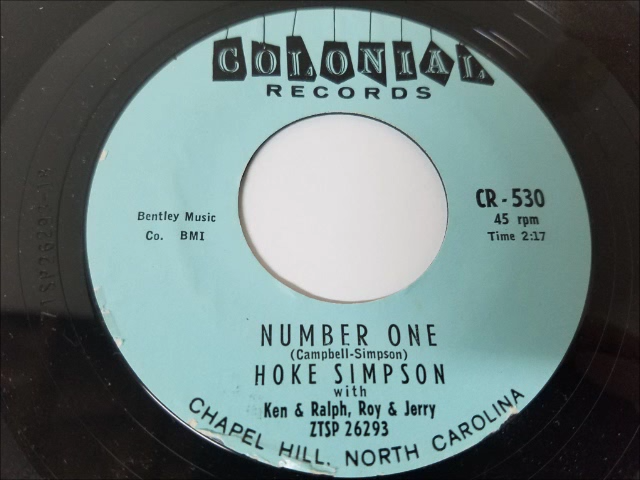 COLONIAL
RECORDS
Bentley Music
Co. BMI
CR-530
45 rpm
Time 2:17
NUMBER ONE
(Campbell-Simpson)
HOKE SIMPSON
with
Ken & Ralph, Roy & Jerry
ZTSP 26293
CHAPEL HILL, NORTH CAROLINA